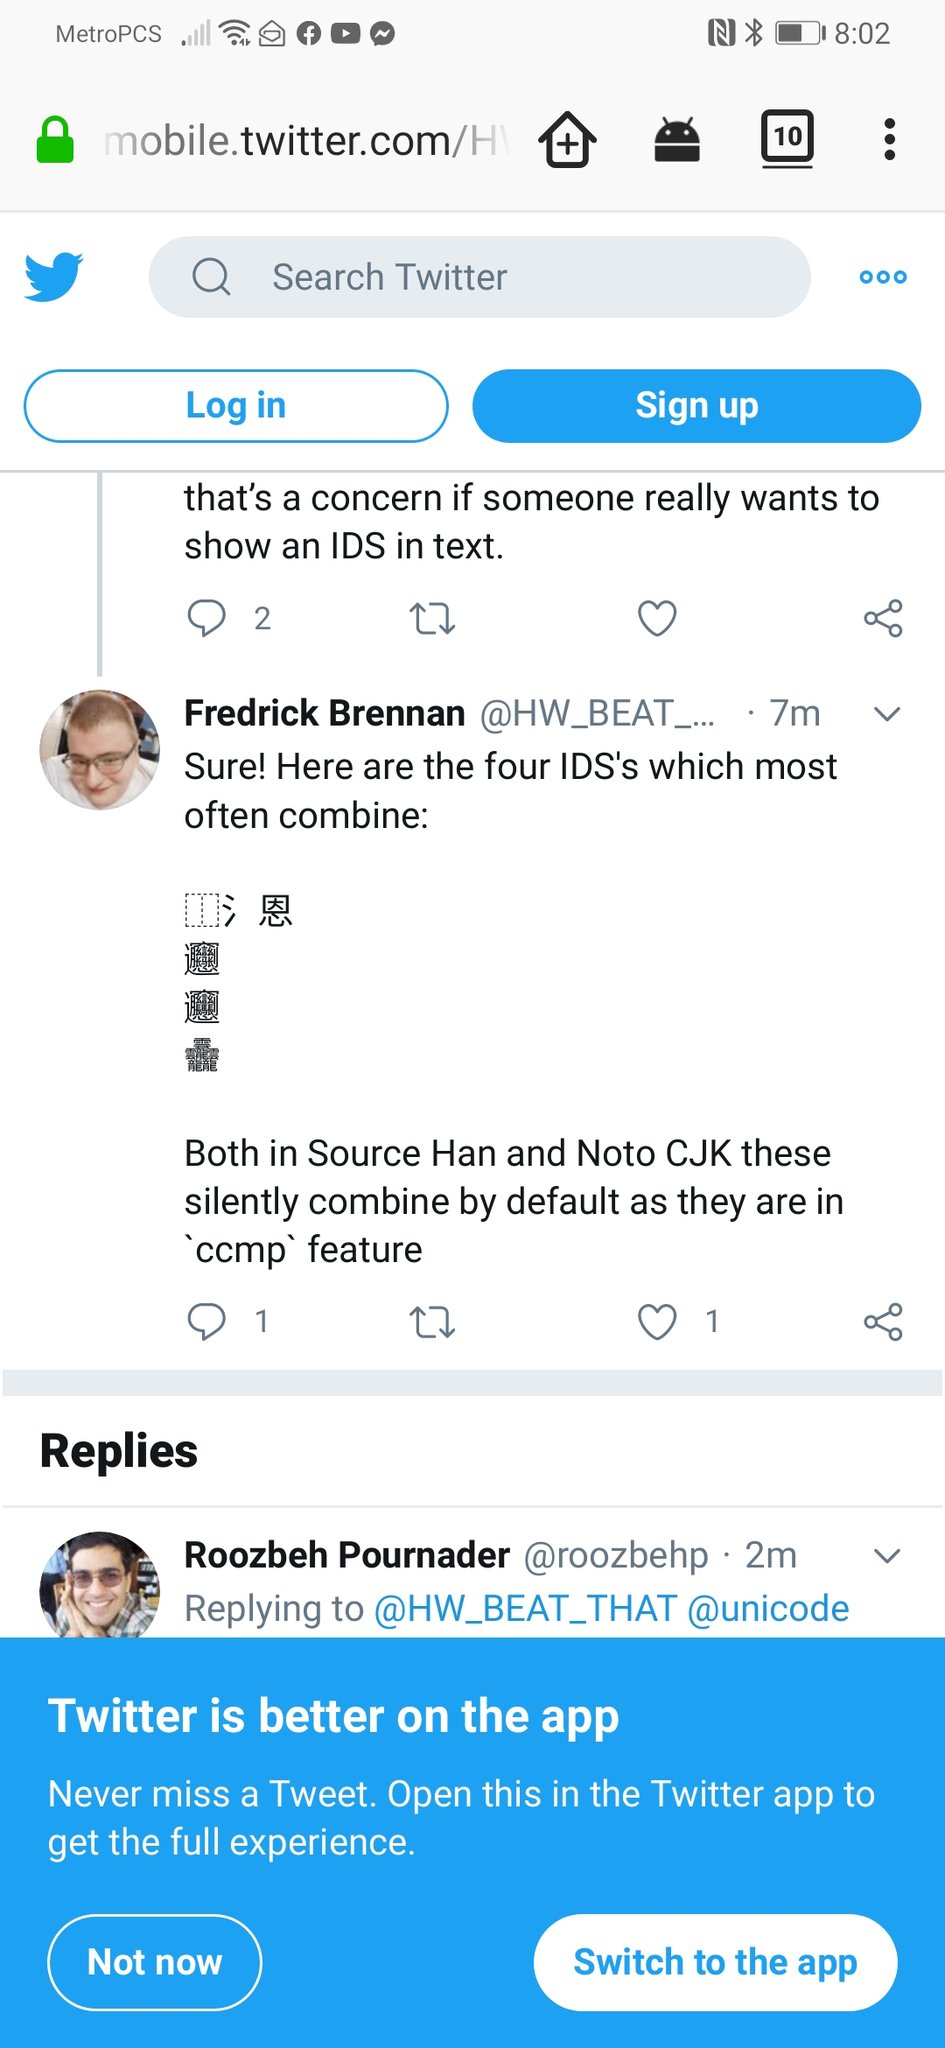 MetroPCS 8:02
mobile.twitter.com/H 10
Search Twitter
Log in Sign up
that’s a concern if someone really wants to
show an IDS in text.
2
Fredrick Brennan @HW_BEAT_... · 7m
Sure! Here are the four IDS's which most
often combine:
⿰氵恩
𰻞
𰻞
Both in Source Han and Noto CJK these
silently combine by default as they are in
`ccmp` feature
1 1
Replies
Roozbeh Pournader @roozbehp · 2m
Replying to @HW_BEAT_THAT @unicode
Twitter is better on the app
Never miss a Tweet. Open this in the Twitter app to
get the full experience.
Not now Switch to the app